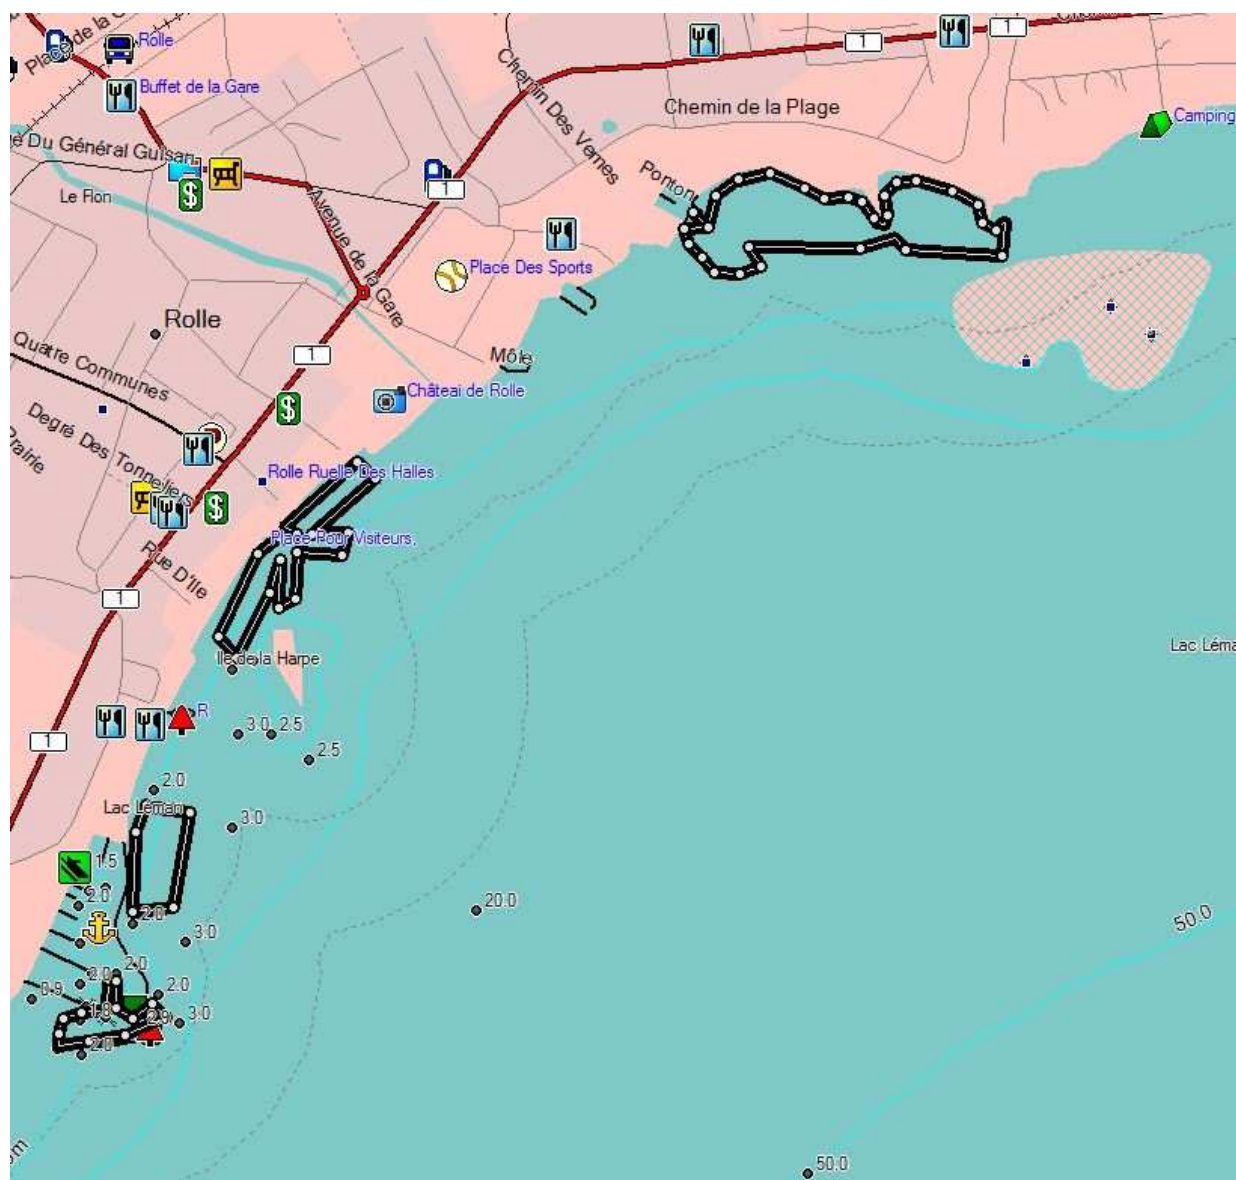 Place de la G
Rolle
Buffet de la Gare
1
1
Chemin
Chemin Des Vernes
Chemin de la Plage
Camping
Du Général Guisan
1
Ponton
Le Flon
Avenue de la Gare
Place Des Sports
Rolle
1
Quatre Communes
Môle
Châteai de Rolle
Degré Des Tonneliers
Prairie
Rolle Ruelle Des Halles
Place Pour Visiteurs,
Rue D'Ile
1
Ile de la Harpe
Lac Léma
R
1
3.0
2.5
2.5
2.0
Lac Léman
3.0
1.5
2.0
20.0
2.0
50.0
3.0
2.0
2.0
2.0
0.9
1.8
2.9
3.0
2.0
50.0